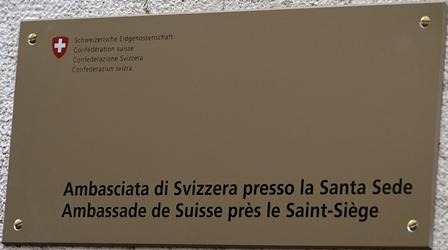 Schweizerische Eidgenossenschaft
Confédération suisse
Confederazione Svizzera
Confederaziun svizra
Ambasciata di Svizzera presso la Santa Sede
Ambassade de Suisse près le Saint-Siège